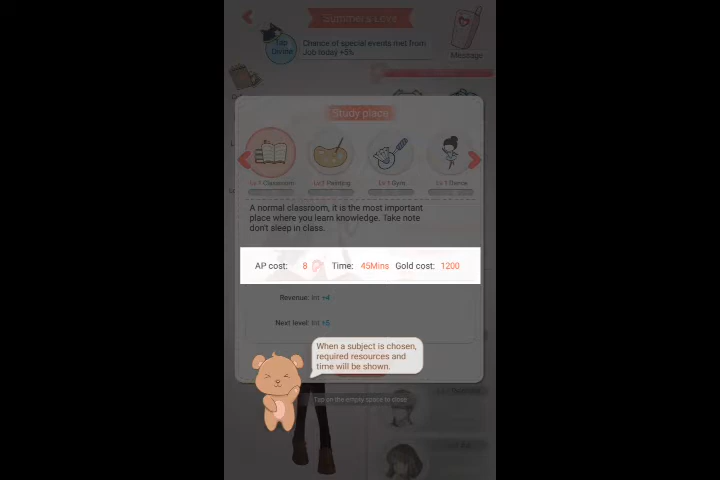 Summer's Love
Tap
Divine
Chance of special events met from
Job today +5%
Message
Study place
Lv 1 Classroom
Lv 1 Painting
Lv 1 Gym
Lv 1 Dance
A normal classroom, it is the most important
place where you learn knowledge. Take note
don't sleep in class.
AP cost: 8 Time: 45Mins Gold cost: 1200
Revenue: Int +4
Next level: Int +5
When a subject is chosen,
required resources and
time will be shown.
Tap on the empty space to close